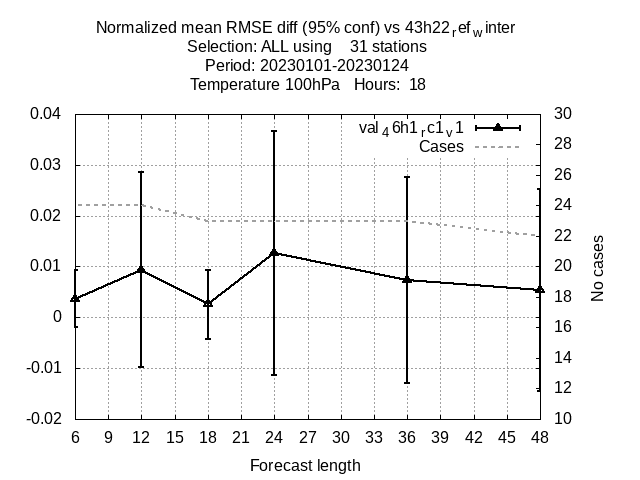 Normalized mean RMSE diff (95% conf) vs 43h22refwinter
Selection: ALL using 31 stations
Period: 20230101-20230124
Temperature 100hPa Hours: 18
val46h1rc1v1
Cases
0.04
0.03
0.02
0.01
0
-0.01
-0.02
30
28
26
24
22
20
18
16
14
12
10
No cases
6 9 12 15 18 21 24 27 30 33 36 39 42 45 48
Forecast length